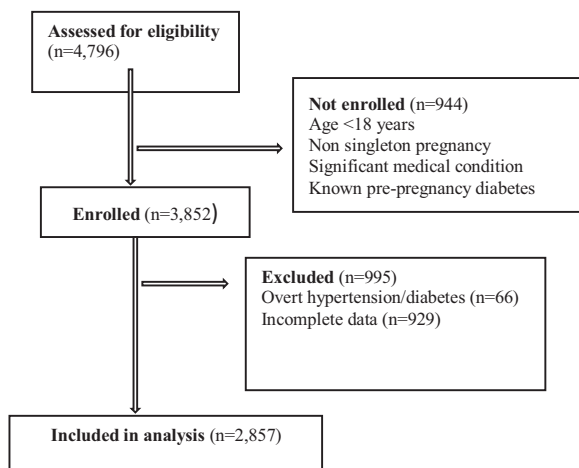 Assessed for eligibility
(n=4,796)
Not enrolled (n=944)
Age <18 years
Non singleton pregnancy
Significant medical condition
Known pre-pregnancy diabetes
Enrolled (n=3,852)
Excluded (n=995)
Overt hypertension/diabetes (n=66)
Incomplete data (n=929)
Included in analysis (n=2,857)